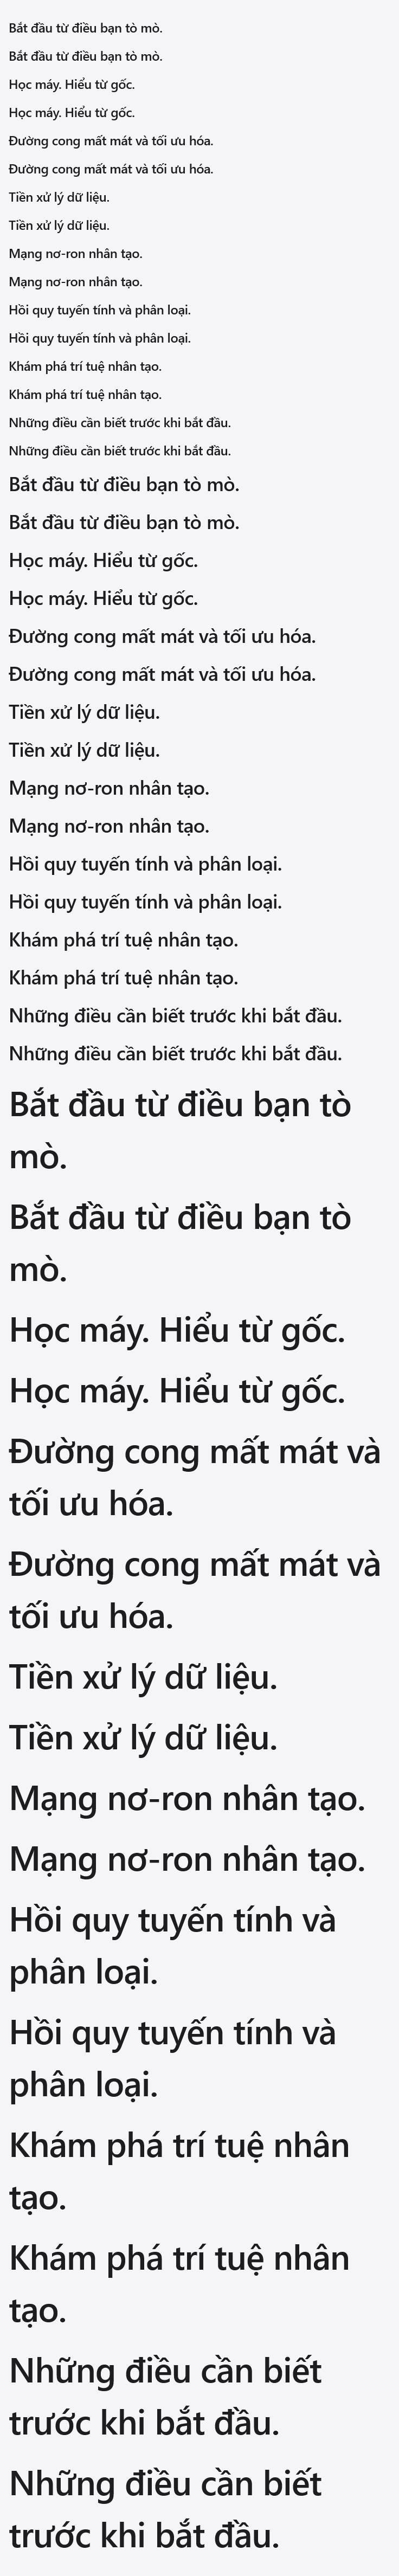 Bắt đầu từ điều bạn tò mò.
Bắt đầu từ điều bạn tò mò.
Học máy. Hiểu từ gốc.
Học máy. Hiểu từ gốc.
Đường cong mất mát và tối ưu hóa.
Đường cong mất mát và tối ưu hóa.
Tiền xử lý dữ liệu.
Tiền xử lý dữ liệu.
Mạng nơ-ron nhân tạo.
Mạng nơ-ron nhân tạo.
Hồi quy tuyến tính và phân loại.
Hồi quy tuyến tính và phân loại.
Khám phá trí tuệ nhân tạo.
Khám phá trí tuệ nhân tạo.
Những điều cần biết trước khi bắt đầu.
Những điều cần biết trước khi bắt đầu.
Bắt đầu từ điều bạn tò mò.
Bắt đầu từ điều bạn tò mò.
Học máy. Hiểu từ gốc.
Học máy. Hiểu từ gốc.
Đường cong mất mát và tối ưu hóa.
Đường cong mất mát và tối ưu hóa.
Tiền xử lý dữ liệu.
Tiền xử lý dữ liệu.
Mạng nơ-ron nhân tạo.
Mạng nơ-ron nhân tạo.
Hồi quy tuyến tính và phân loại.
Hồi quy tuyến tính và phân loại.
Khám phá trí tuệ nhân tạo.
Khám phá trí tuệ nhân tạo.
Những điều cần biết trước khi bắt đầu.
Những điều cần biết trước khi bắt đầu.
Bắt đầu từ điều bạn tò
mò.
Bắt đầu từ điều bạn tò
mò.
Học máy. Hiểu từ gốc.
Học máy. Hiểu từ gốc.
Đường cong mất mát và
tối ưu hóa.
Đường cong mất mát và
tối ưu hóa.
Tiền xử lý dữ liệu.
Tiền xử lý dữ liệu.
Mạng nơ-ron nhân tạo.
Mạng nơ-ron nhân tạo.
Hồi quy tuyến tính và
phân loại.
Hồi quy tuyến tính và
phân loại.
Khám phá trí tuệ nhân
tạo.
Khám phá trí tuệ nhân
tạo.
Những điều cần biết
trước khi bắt đầu.
Những điều cần biết
trước khi bắt đầu.